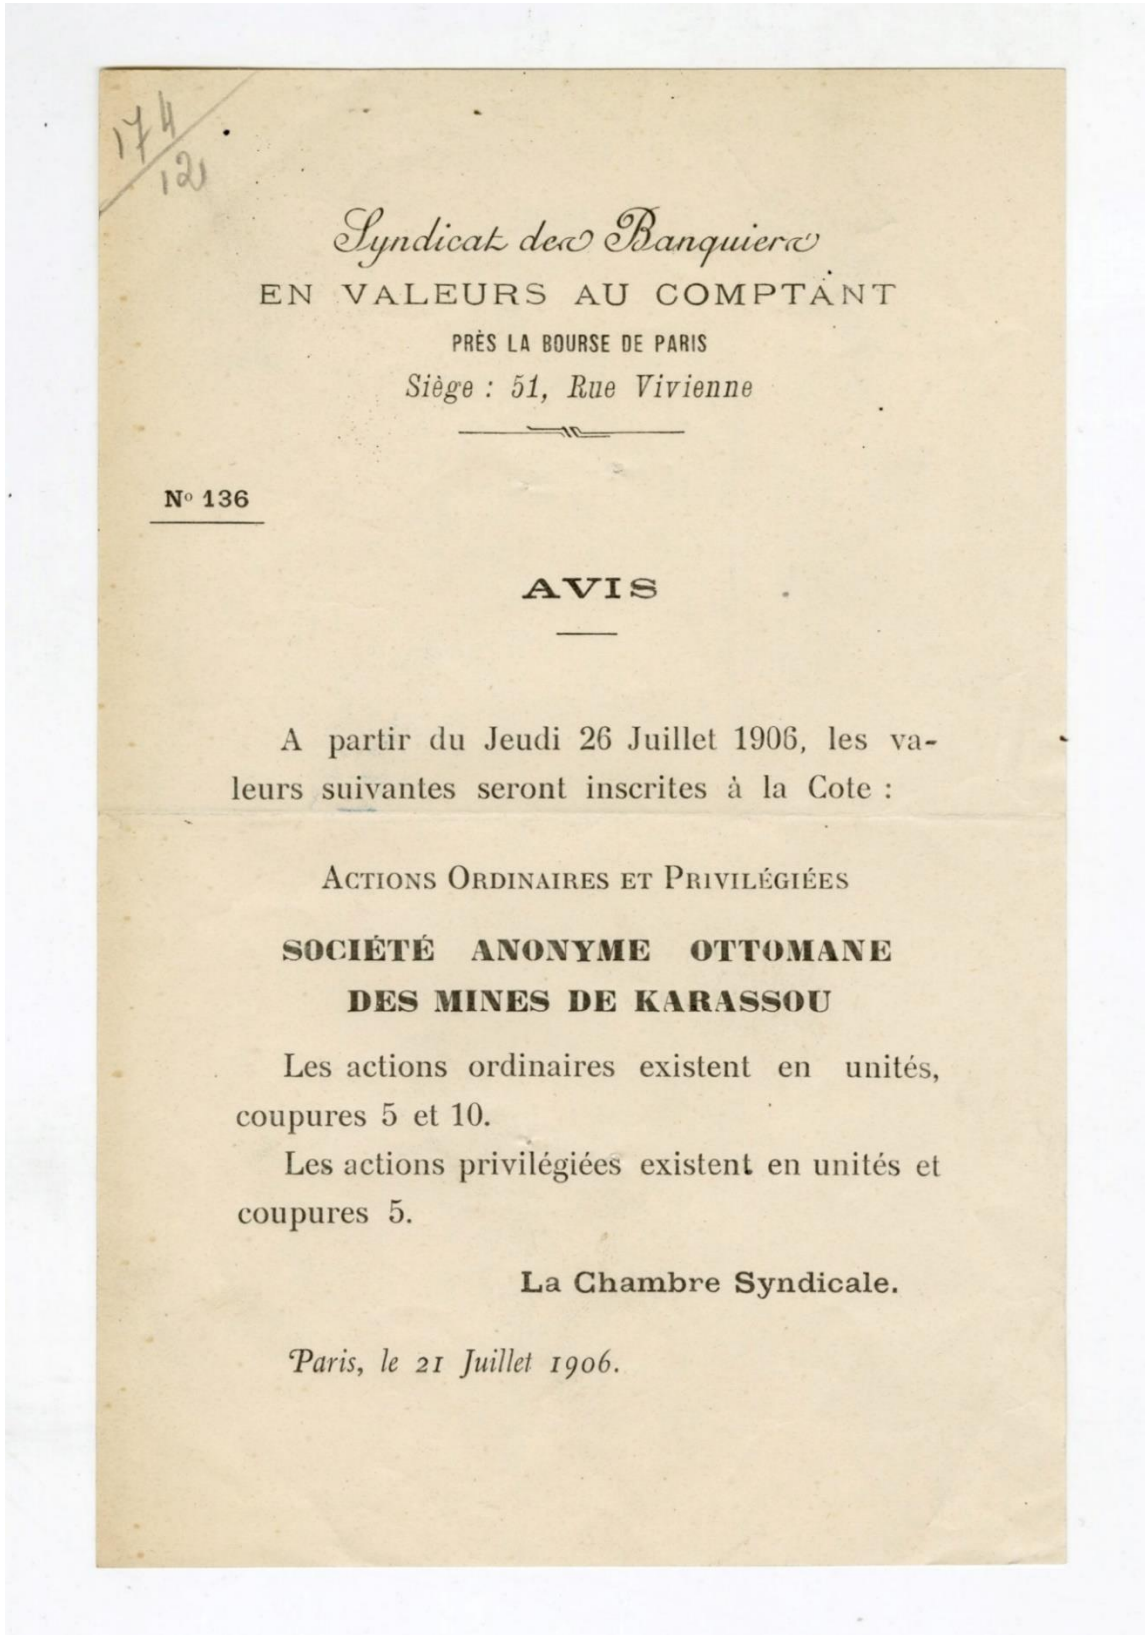 174
12
Syndicat des Banquiers
EN VALEURS AU COMPTANT
PRÈS LA BOURSE DE PARIS
Siège : 51, Rue Vivienne
Nº 136
AVIS
A partir du Jeudi 26 Juillet 1906, les va-
leurs suivantes seront inscrites à la Cote :
ACTIONS ORDINAIRES ET PRIVILÉGIÉES
SOCIÉTÉ ANONYME OTTOMANE
DES MINES DE KARASSOU
Les actions ordinaires existent en unités,
coupures 5 et 10.
Les actions privilégiées existent en unités et
coupures 5.
La Chambre Syndicale.
Paris, le 21 Juillet 1906.